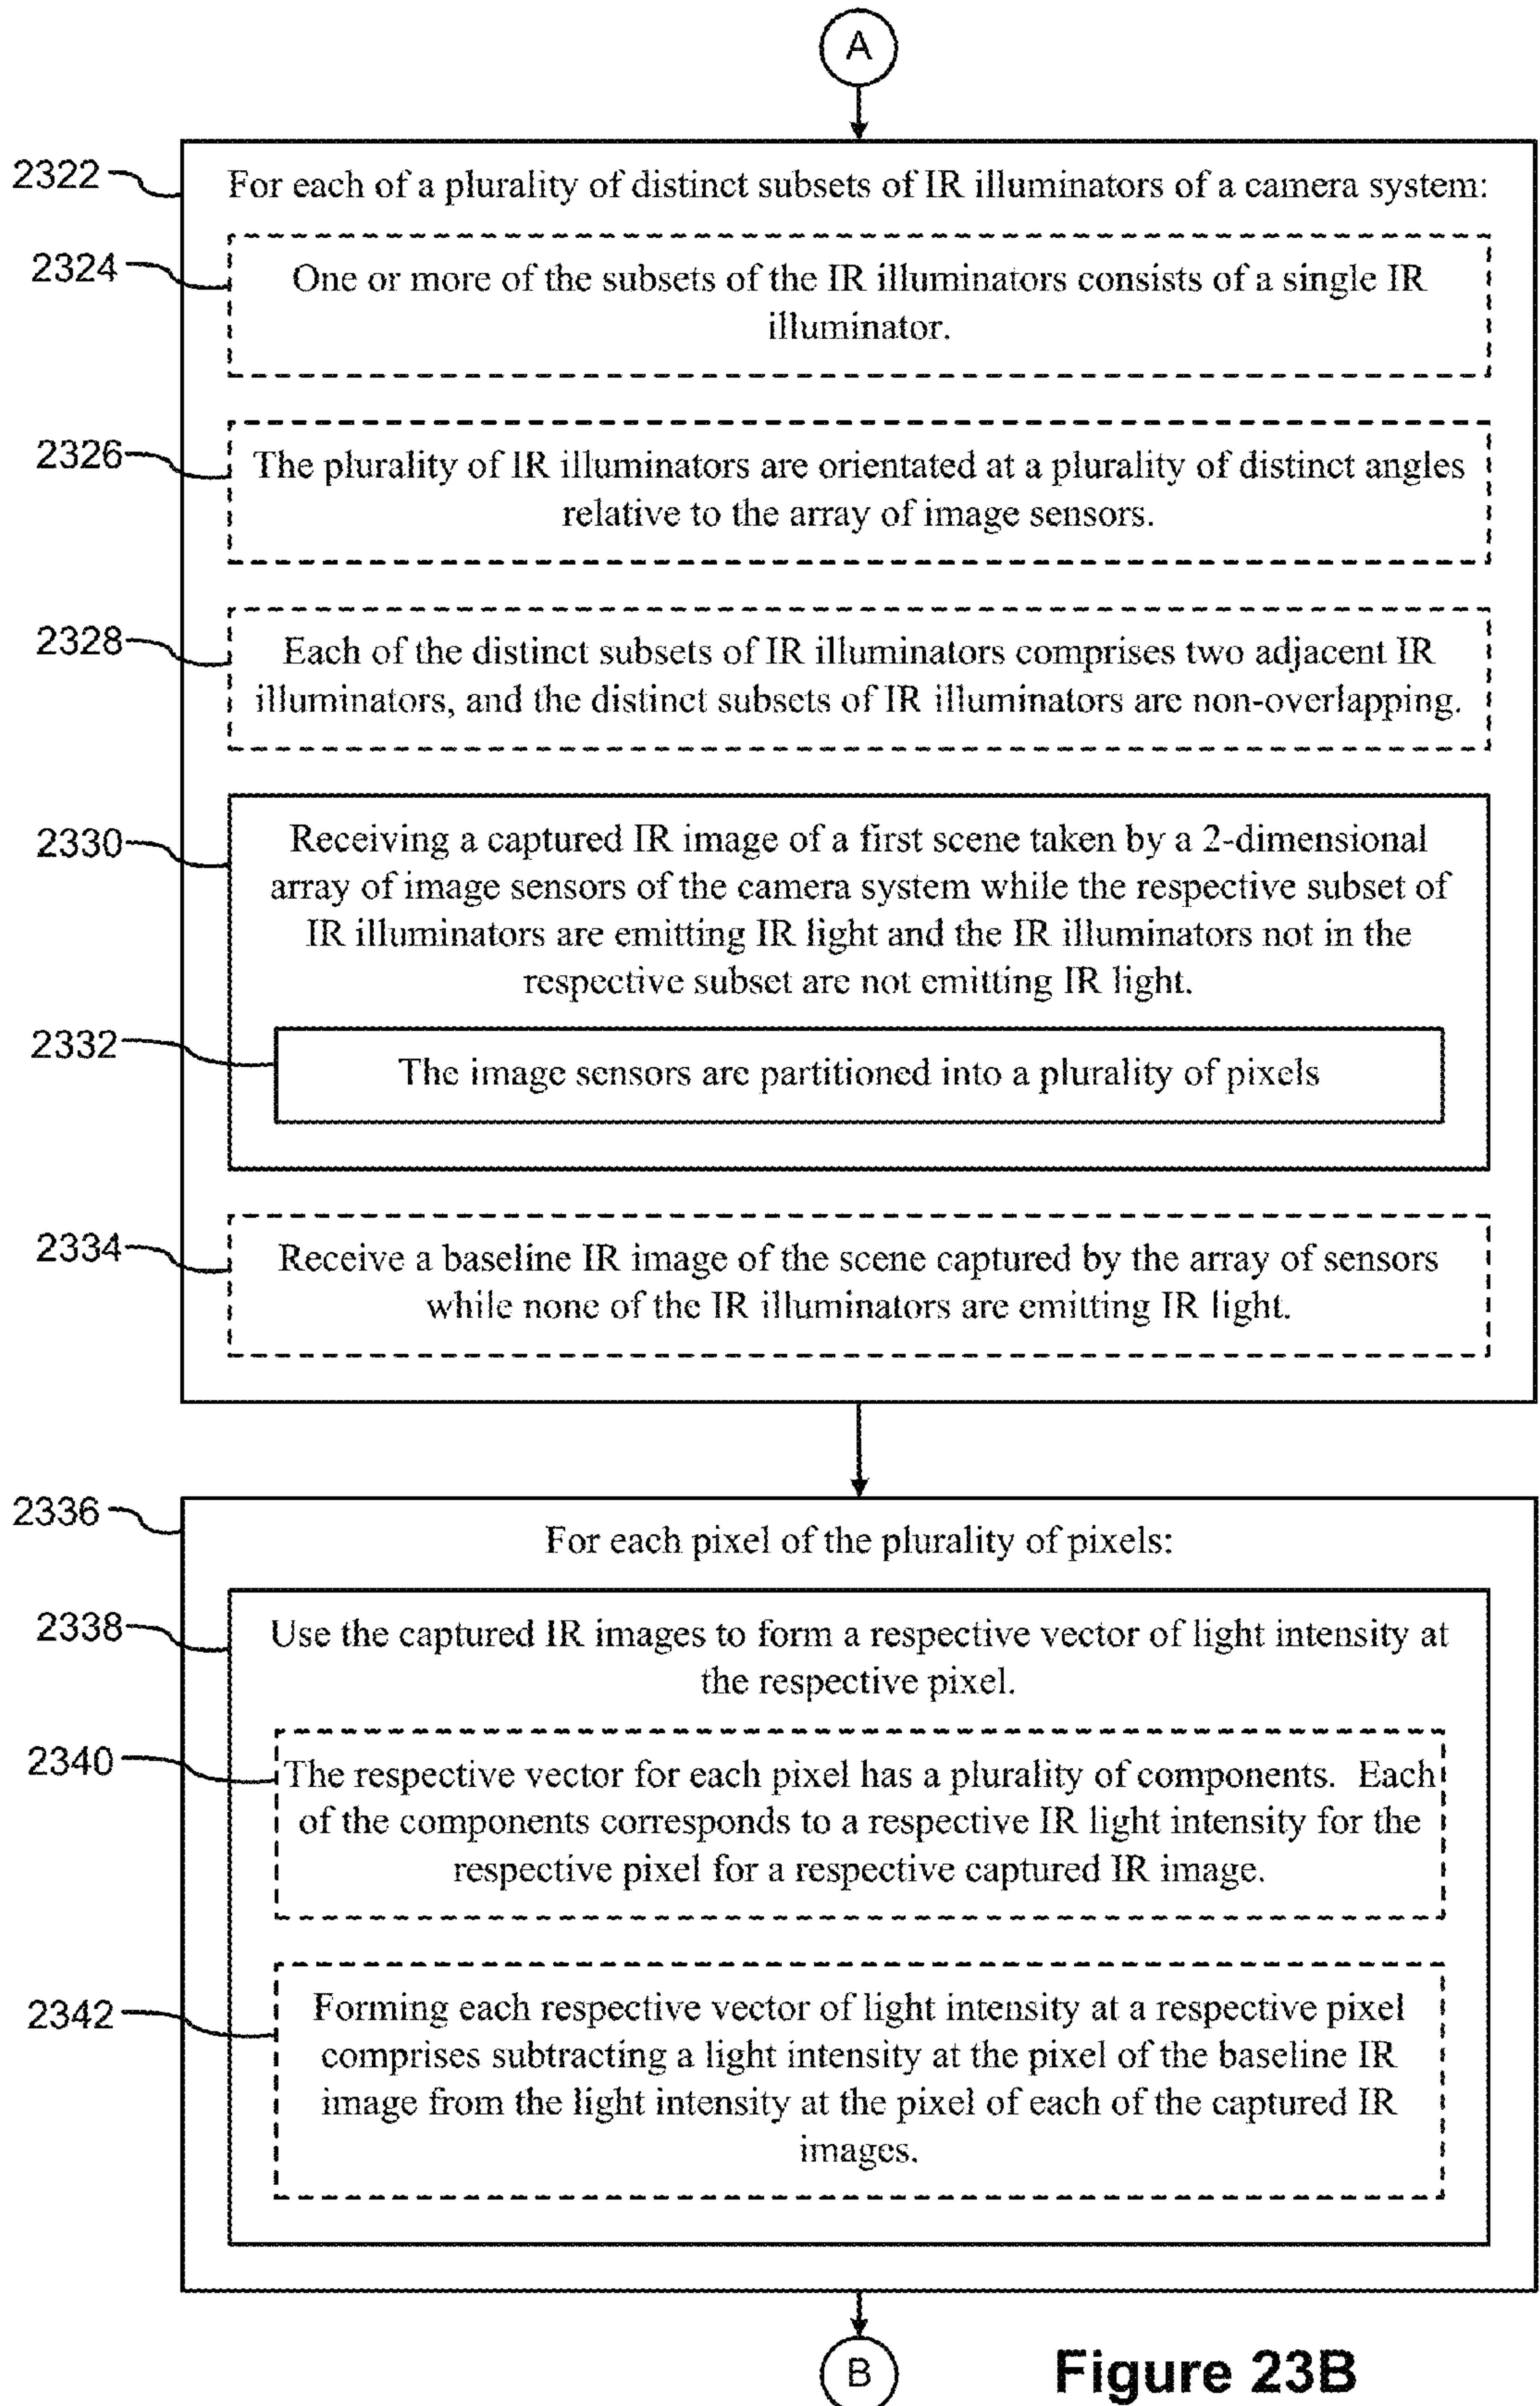 A
2322
For each of a plurality of distinct subsets of IR illuminators of a camera system:
2324
One or more of the subsets of the IR illuminators consists of a single IR
illuminator.
2326
The plurality of IR illuminators are orientated at a plurality of distinct angles
relative to the array of image sensors.
2328
Each of the distinct subsets of IR illuminators comprises two adjacent IR
illuminators, and the distinct subsets of IR illuminators are non-overlapping.
2330
Receiving a captured IR image of a first scene taken by a 2-dimensional
array of image sensors of the camera system while the respective subset of
IR illuminators are emitting IR light and the IR illuminators not in the
respective subset are not emitting IR light.
2332
The image sensors are partitioned into a plurality of pixels
2334
Receive a baseline IR image of the scene captured by the array of sensors
while none of the IR illuminators are emitting IR light.
2336
For each pixel of the plurality of pixels:
2338
Use the captured IR images to form a respective vector of light intensity at
the respective pixel.
2340
The respective vector for each pixel has a plurality of components. Each
of the components corresponds to a respective IR light intensity for the
respective pixel for a respective captured IR image.
2342
Forming each respective vector of light intensity at a respective pixel
comprises subtracting a light intensity at the pixel of the baseline IR
image from the light intensity at the pixel of each of the captured IR
images.
B
Figure 23B